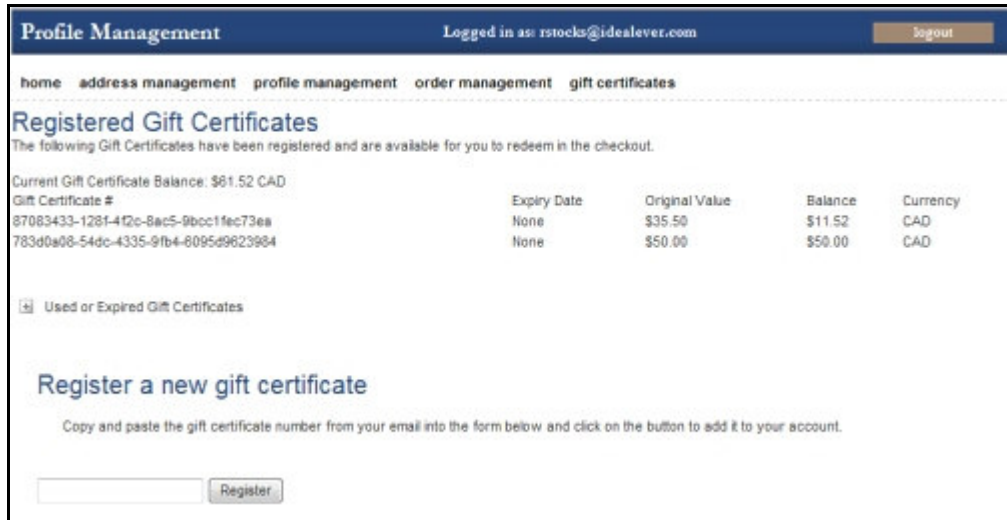 Profile Management Logged in as: rstocks@idealever.com logout
home address management profile management order management gift certificates
Registered Gift Certificates
The following Gift Certificates have been registered and are available for you to redeem in the checkout.
Current Gift Certificate Balance: $61.52 CAD
Gift Certificate # Expiry Date Original Value Balance Currency
87083433-128f-4f2c-8ac5-9bcc1fec73ea None $35.50 $11.52 CAD
783d0a08-54dc-4335-9fb4-6095d9623984 None $50.00 $50.00 CAD
Used or Expired Gift Certificates
Register a new gift certificate
Copy and paste the gift certificate number from your email into the form below and click on the button to add it to your account.
Register